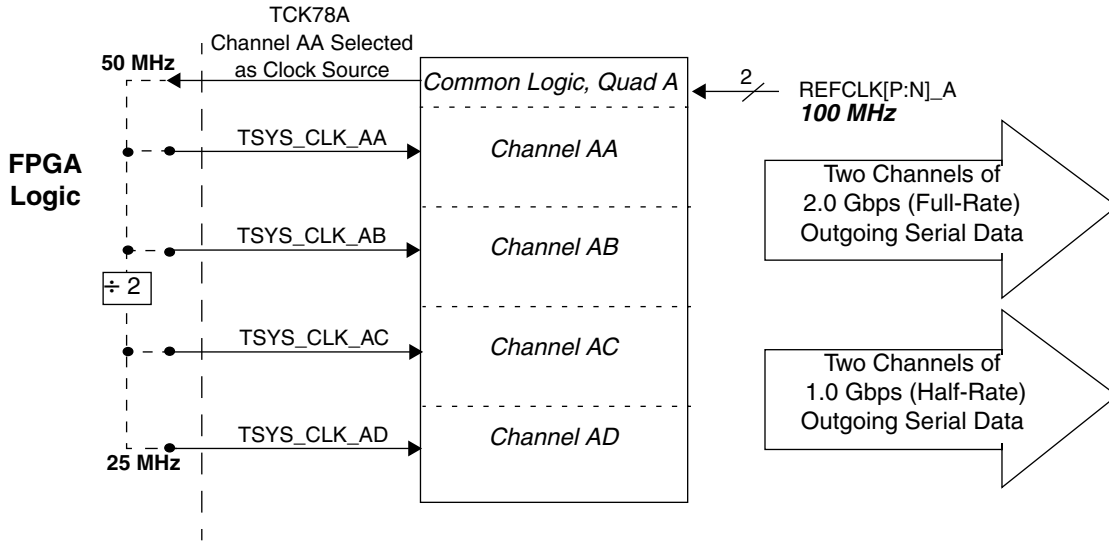 TCK78A
Channel AA Selected
as Clock Source
50 MHz
Common Logic, Quad A
2
REFCLK[P:N]_A
100 MHz
TSYS_CLK_AA
Channel AA
FPGA
Logic
Two Channels of
2.0 Gbps (Full-Rate)
Outgoing Serial Data
TSYS_CLK_AB
Channel AB
÷ 2
TSYS_CLK_AC
Channel AC
Two Channels of
1.0 Gbps (Half-Rate)
Outgoing Serial Data
TSYS_CLK_AD
Channel AD
25 MHz